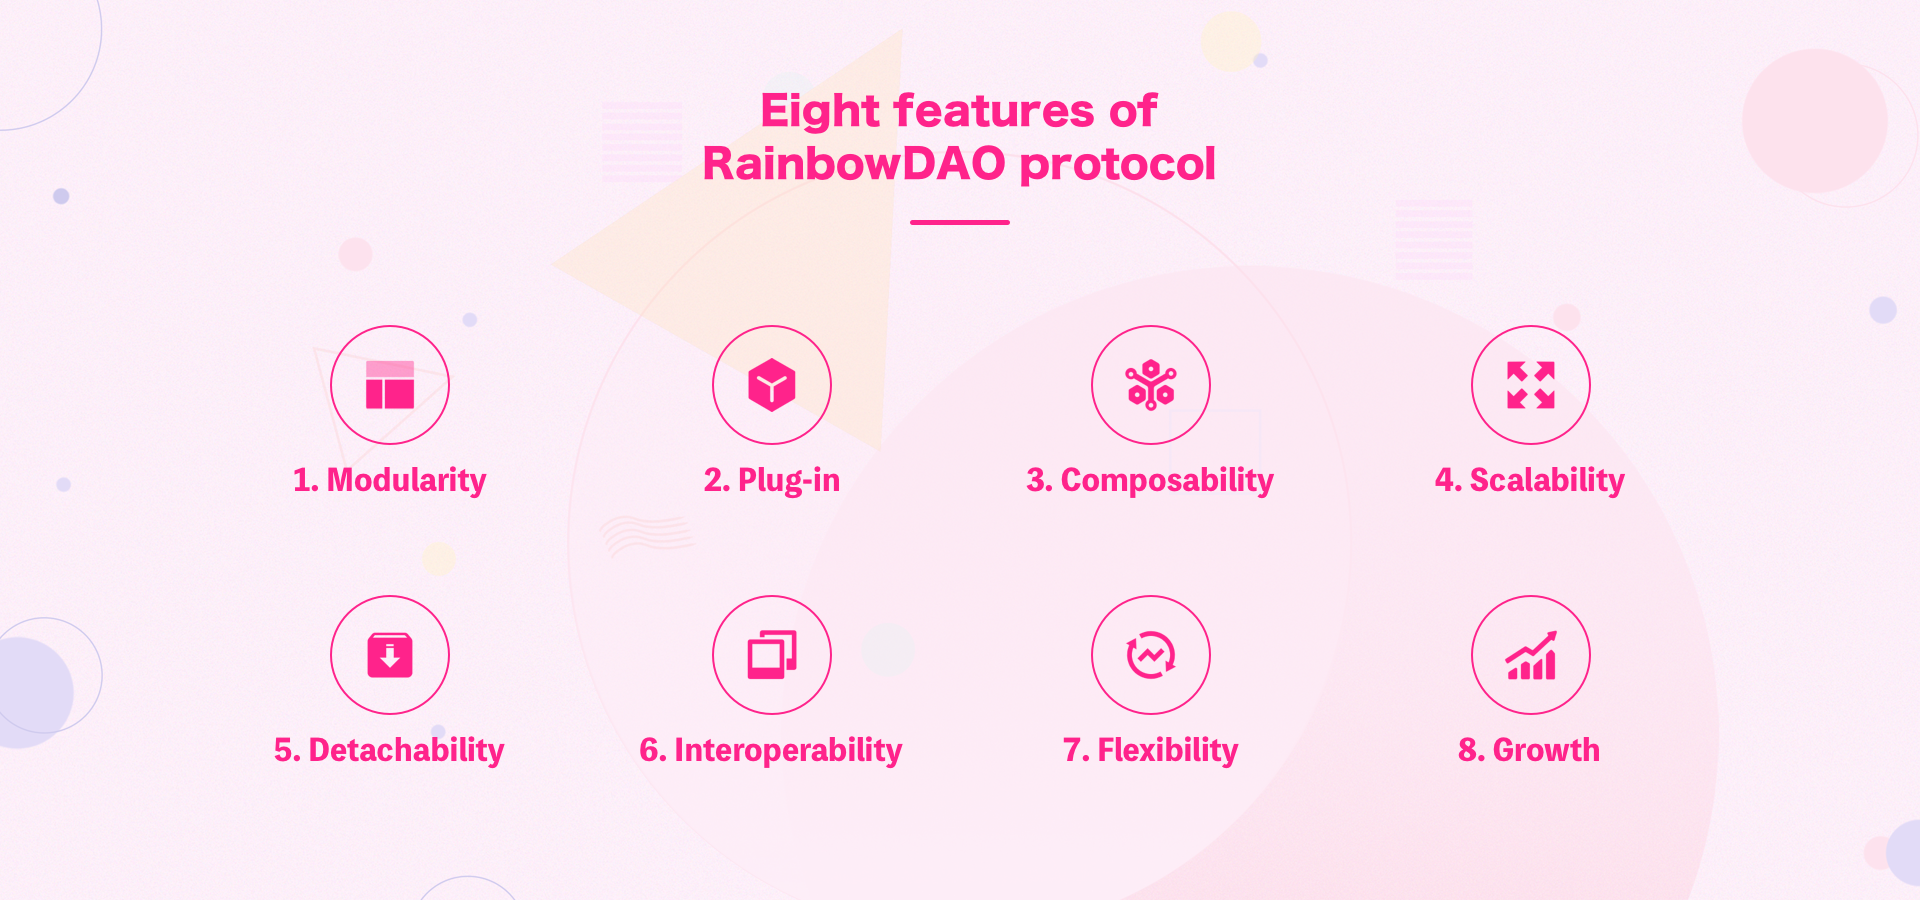 Eight features of
RainbowDAO protocol
1. Modularity
2. Plug-in
3. Composability
4. Scalability
5. Detachability
6. Interoperability
7. Flexibility
8. Growth